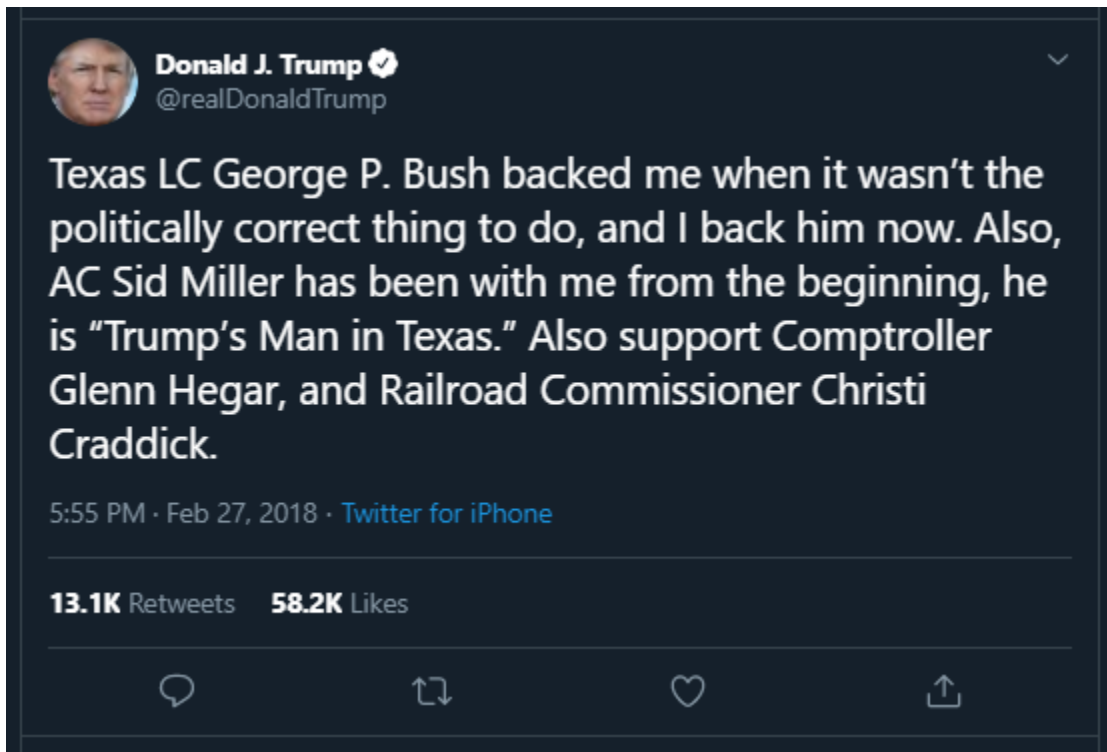 Donald J. Trump
@realDonaldTrump
Texas LC George P. Bush backed me when it wasn’t the
politically correct thing to do, and I back him now. Also,
AC Sid Miller has been with me from the beginning, he
is “Trump’s Man in Texas.” Also support Comptroller
Glenn Hegar, and Railroad Commissioner Christi
Craddick.
5:55 PM · Feb 27, 2018 · Twitter for iPhone
13.1K Retweets 58.2K Likes